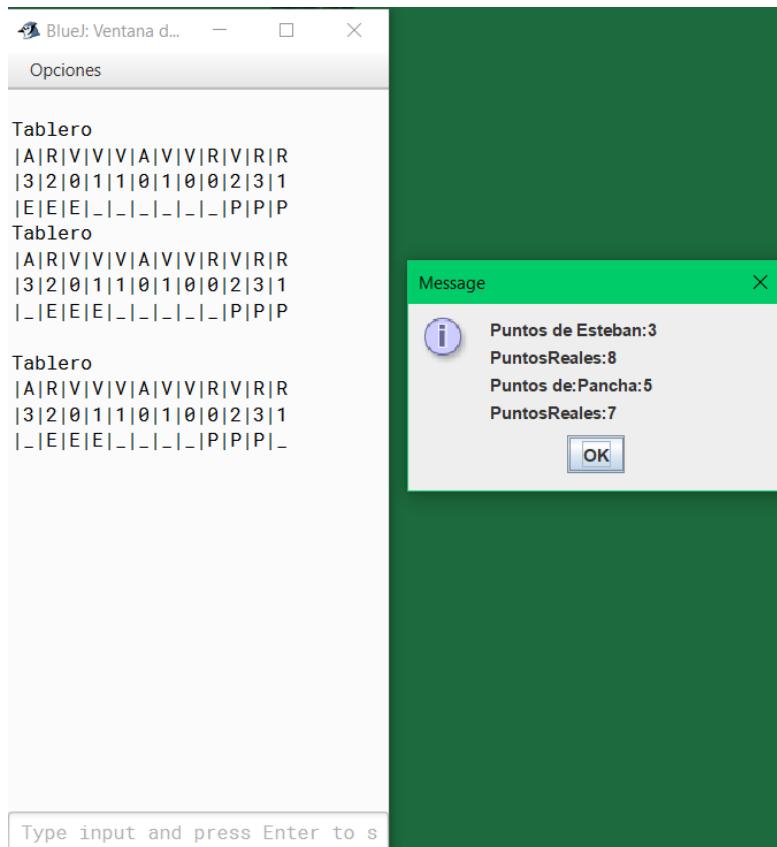 BlueJ: Ventana d...
Opciones
Tablero
|A|R|V|V|V|A|V|V|R|V|R|R
|3|2|0|1|1|0|1|0|0|2|3|1
|E|E|E|_|_|_|_|_|_|P|P|P
Tablero
|A|R|V|V|V|A|V|V|R|V|R|R
|3|2|0|1|1|0|1|0|0|2|3|1
|_|E|E|E|_|_|_|_|_|P|P|P
Tablero
|A|R|V|V|V|A|V|V|R|V|R|R
|3|2|0|1|1|0|1|0|0|2|3|1
|_|E|E|E|_|_|_|_|P|P|P|_
Type input and press Enter to s
Message
Puntos de Esteban:3
PuntosReales:8
Puntos de:Pancha:5
PuntosReales:7
OK